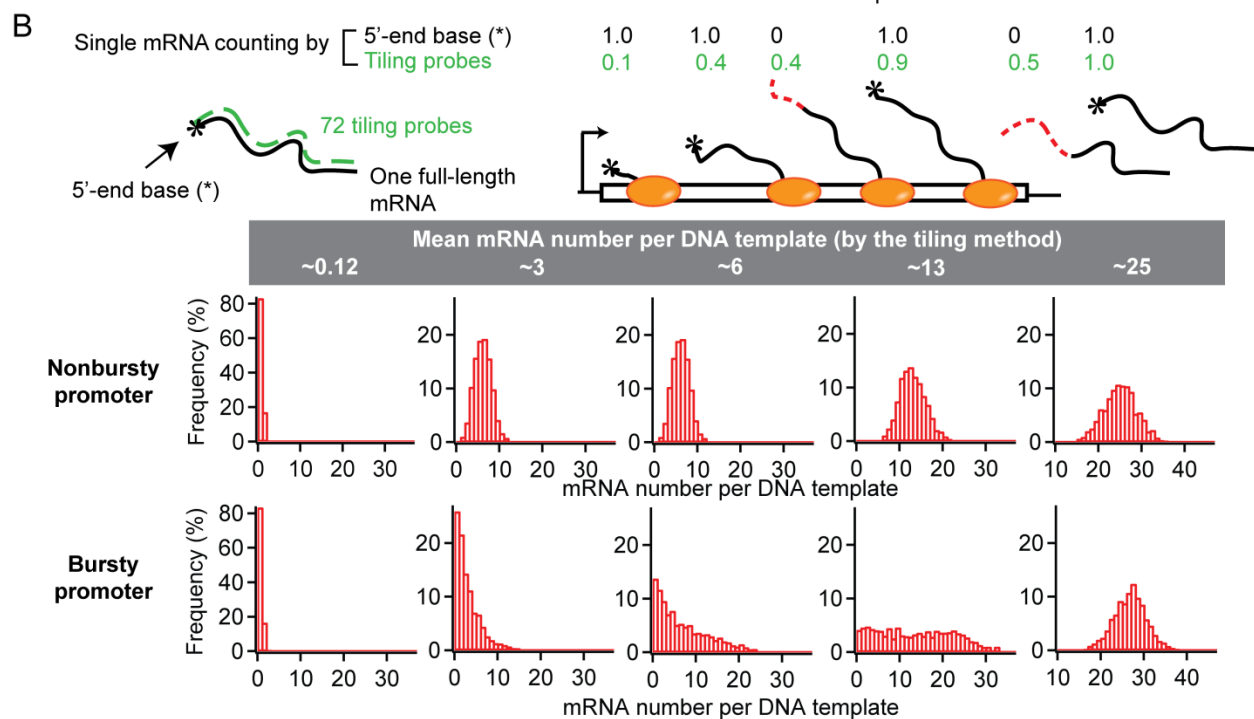 B
Single mRNA counting by
5'-end base (*) 1.0 1.0 0 1.0 0 1.0
Tiling probes 0.1 0.4 0.4 0.9 0.5 1.0
72 tiling probes
*
*
*
*
*
5'-end base (*)
One full-length
mRNA
Mean mRNA number per DNA template (by the tiling method)
~0.12 ~3 ~6 ~13 ~25
Nonbursty
promoter
Frequency (%)
80
60
40
20
0
20
10
0
20
10
0
20
10
0
20
10
0
0 10 20 30
0 10 20 30
0 10 20 30
0 10 20 30
10 20 30 40
mRNA number per DNA template
Bursty
promoter
Frequency (%)
80
60
40
20
0
20
10
0
20
10
0
20
10
0
20
10
0
0 10 20 30
0 10 20 30
0 10 20 30
0 10 20 30
10 20 30 40
mRNA number per DNA template